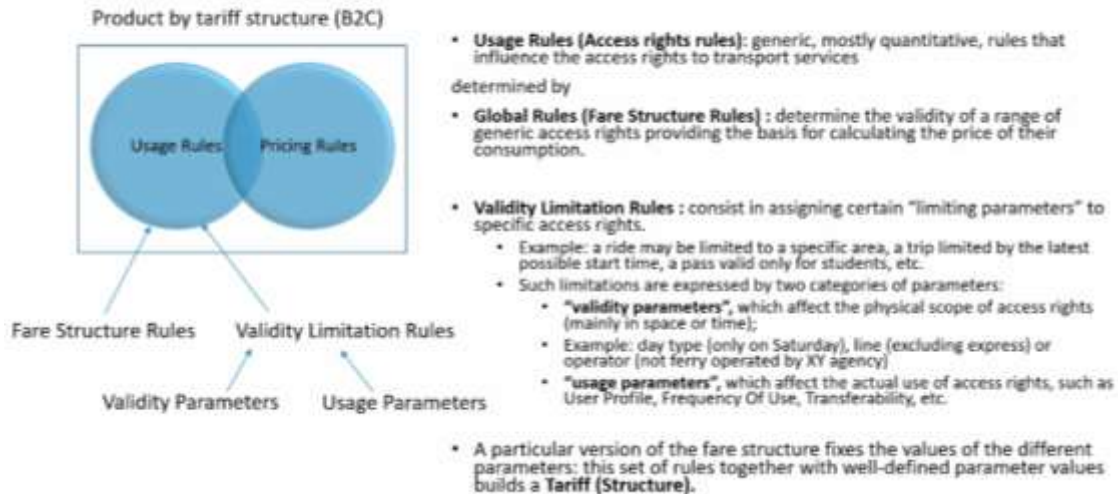 Product by tariff structure (B2C)
Usage Rules
Pricing Rules
Fare Structure Rules
Validity Limitation Rules
Validity Parameters
Usage Parameters
• Usage Rules (Access rights rules): generic, mostly quantitative, rules that
influence the access rights to transport services
determined by
• Global Rules (Fare Structure Rules) : determine the validity of a range of
generic access rights providing the basis for calculating the price of their
consumption.
• Validity Limitation Rules : consist in assigning certain "limiting parameters" to
specific access rights.
• Example: a ride may be limited to a specific area, a trip limited by the latest
possible start time, a pass valid only for students, etc.
• Such limitations are expressed by two categories of parameters:
• "validity parameters", which affect the physical scope of access rights
(mainly in space or time);
• Example: day type (only on Saturday), line (excluding express) or
operator (not ferry operated by XY agency)
• "usage parameters", which affect the actual use of access rights, such as
User Profile, Frequency Of Use, Transferability, etc.
• A particular version of the fare structure fixes the values of the different
parameters: this set of rules together with well-defined parameter values
builds a Tariff (Structure).